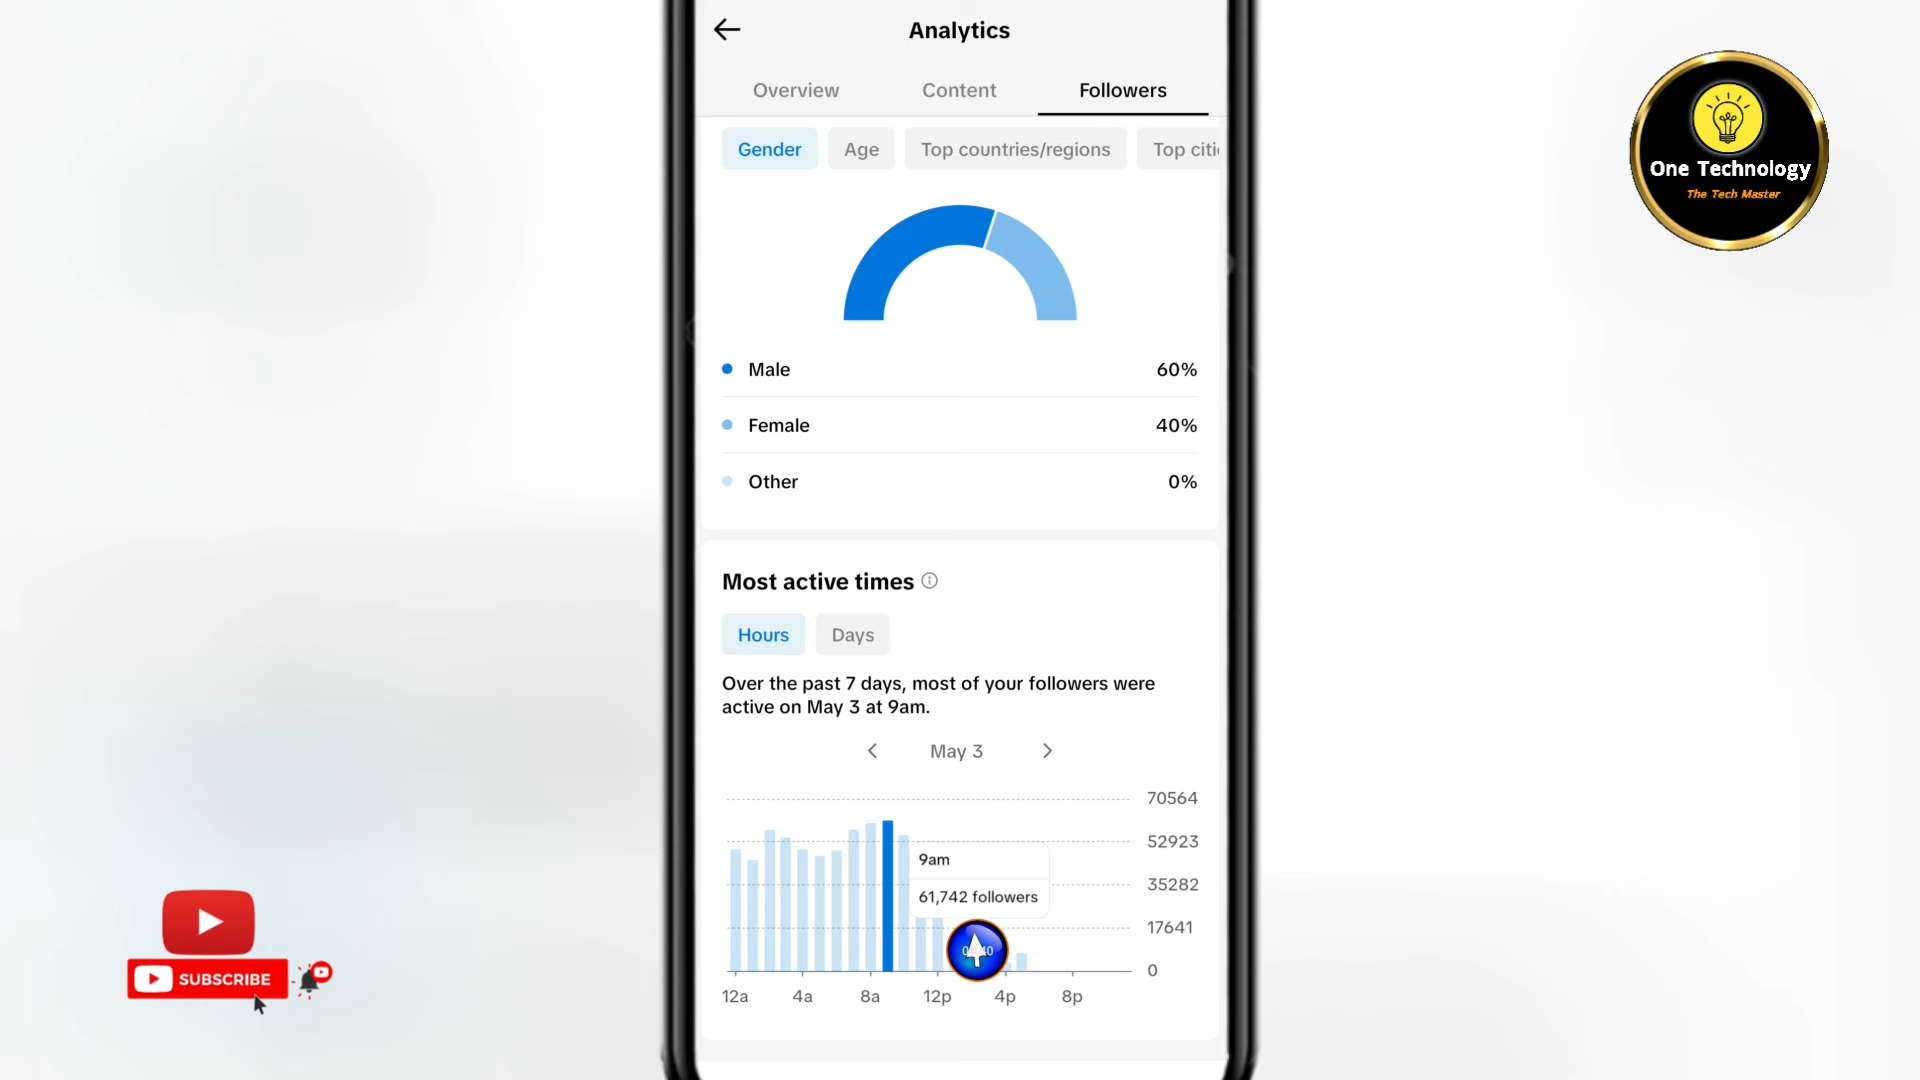 Analytics
Overview Content Followers
Gender Age Top countries/regions Top citi
Male 60%
Female 40%
Other 0%
Most active times
Hours Days
Over the past 7 days, most of your followers were
active on May 3 at 9am.
May 3
70564
52923
35282
17641
0
9am
61,742 followers
12a 4a 8a 12p 4p 8p
One Technology
The Tech Master
SUBSCRIBE